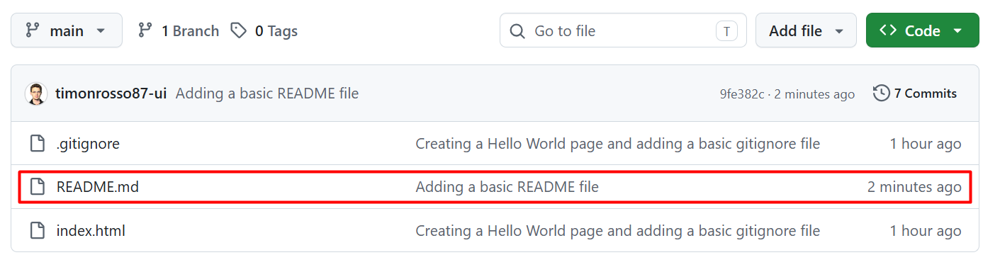 main 1 Branch 0 Tags Go to file T Add file Code
timonrosso87-ui Adding a basic README file 9fe382c · 2 minutes ago 7 Commits
.gitignore Creating a Hello World page and adding a basic gitignore file 1 hour ago
README.md Adding a basic README file 2 minutes ago
index.html Creating a Hello World page and adding a basic gitignore file 1 hour ago